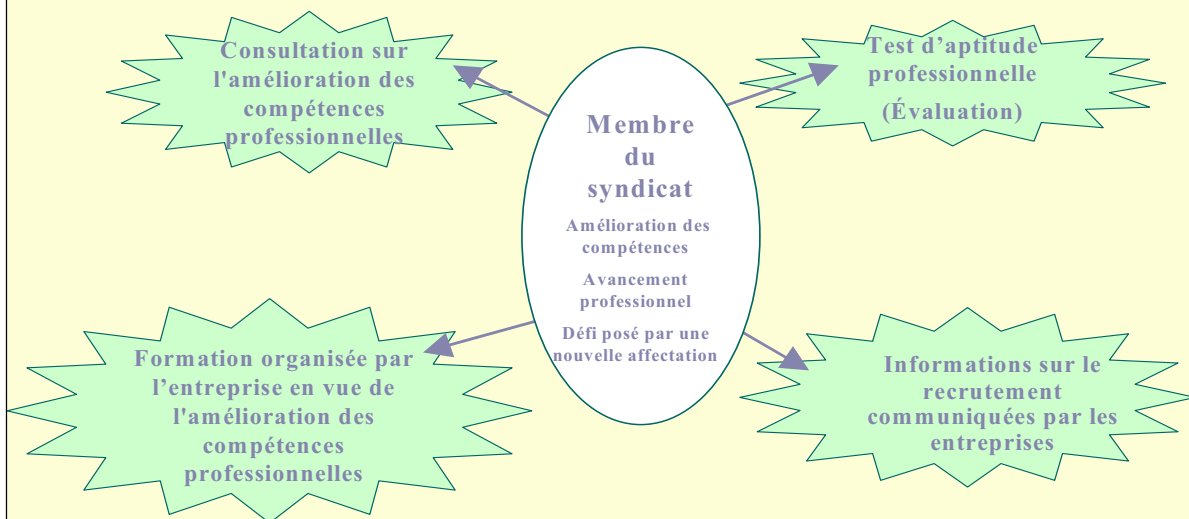 Consultation sur
l'amélioration des
compétences
professionnelles
Test d’aptitude
professionnelle
(Évaluation)
Membre
du
syndicat
Amélioration des
compétences
Avancement
professionnel
Défi posé par une
nouvelle affectation
Formation organisée par
l’entreprise en vue de
l'amélioration des
compétences
professionnelles
Informations sur le
recrutement
communiquées par les
entreprises